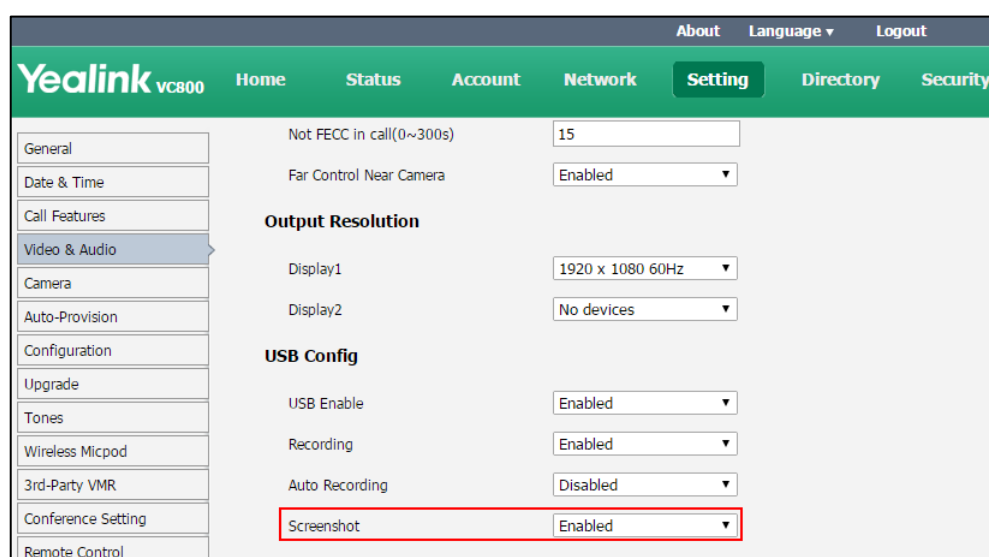 About Language ▾ Logout
Yealink VC800 Home Status Account Network Setting Directory Security
General
Date & Time
Call Features
Video & Audio
Camera
Auto-Provision
Configuration
Upgrade
Tones
Wireless Micpod
3rd-Party VMR
Conference Setting
Remote Control
Not FECC in call(0~300s) 15
Far Control Near Camera Enabled
Output Resolution
Display1 1920 x 1080 60Hz
Display2 No devices
USB Config
USB Enable Enabled
Recording Enabled
Auto Recording Disabled
Screenshot Enabled